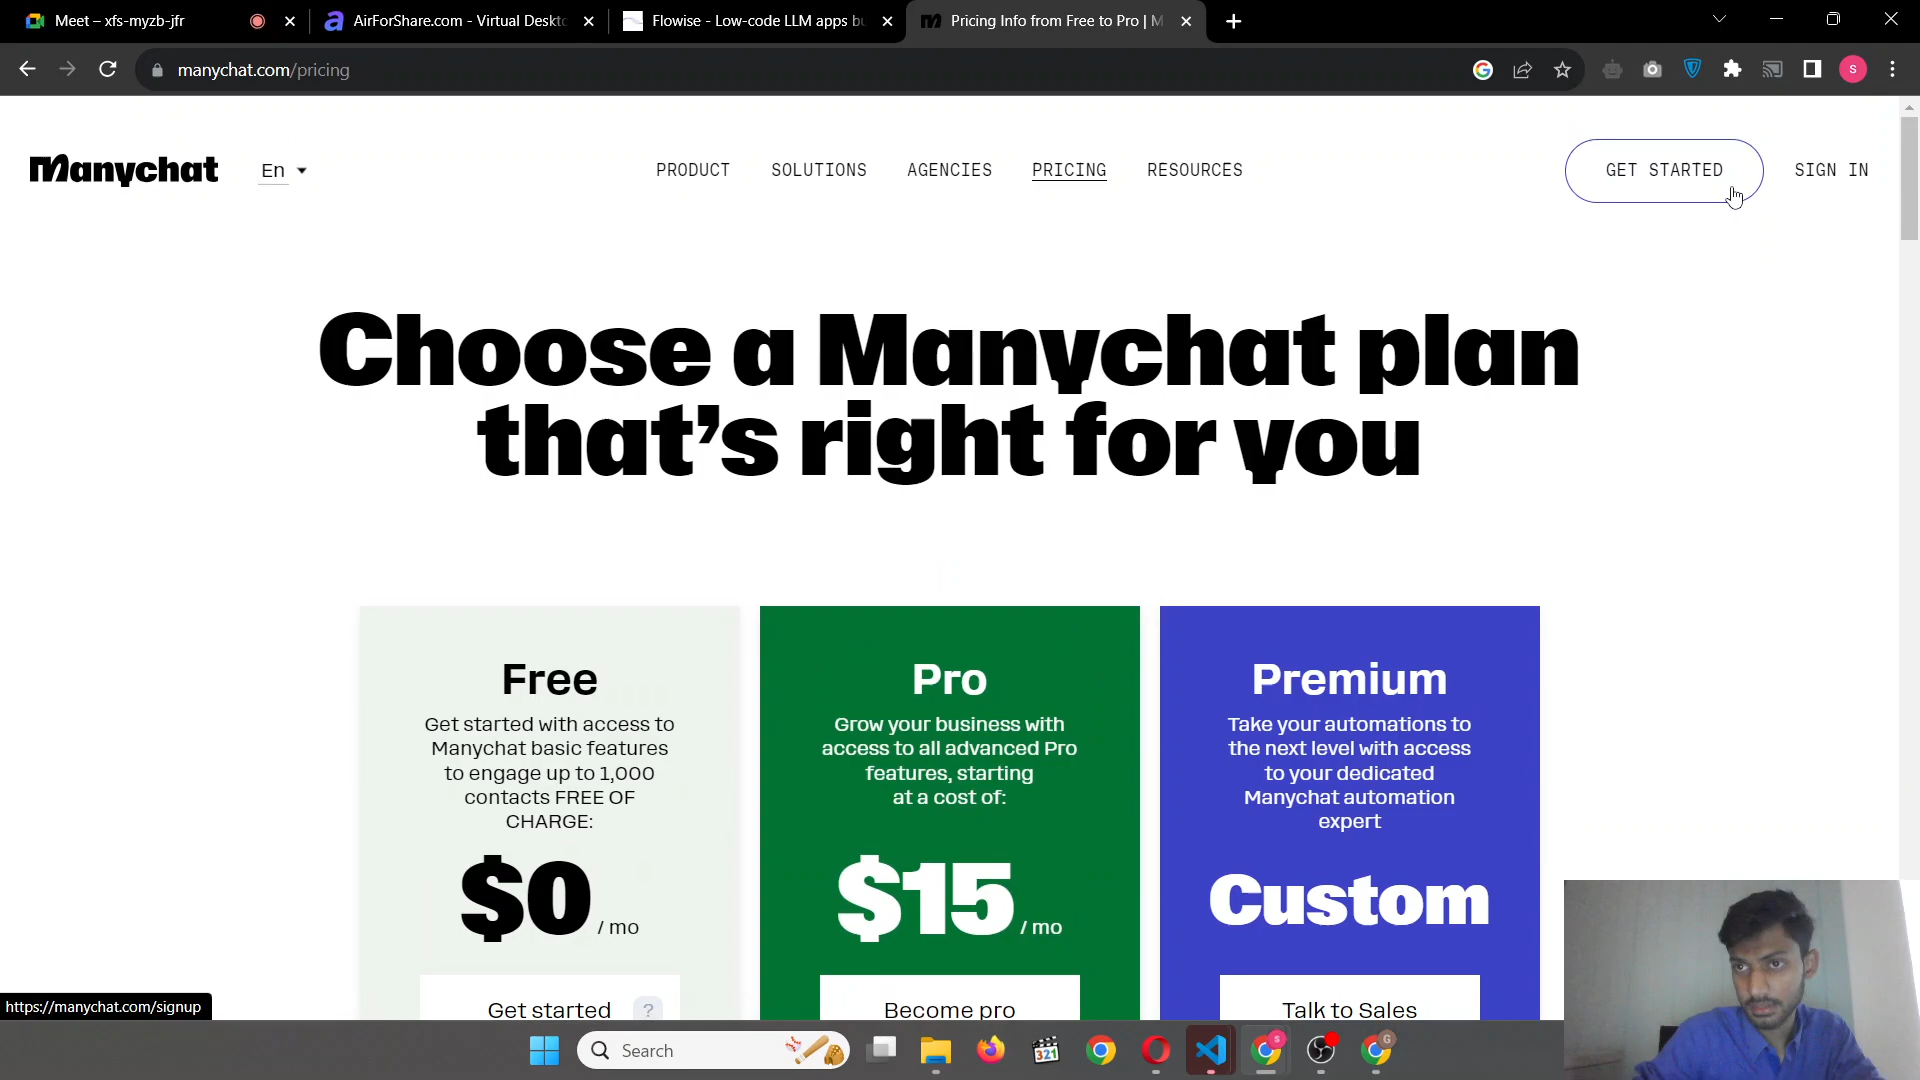 Meet – xfs-myzb-jfr
AirForShare.com - Virtual Deskto
Flowise - Low-code LLM apps bu
Pricing Info from Free to Pro | M
manychat.com/pricing
S
Manychat
En
PRODUCT
SOLUTIONS
AGENCIES
PRICING
RESOURCES
GET STARTED
SIGN IN
Choose a Manychat plan
that's right for you
Free
Get started with access to
Manychat basic features
to engage up to 1,000
contacts FREE OF
CHARGE:
$0 / mo
Get started ?
Pro
Grow your business with
access to all advanced Pro
features, starting
at a cost of:
$15 / mo
Become pro
Premium
Take your automations to
the next level with access
to your dedicated
Manychat automation
expert
Custom
Talk to Sales
https://manychat.com/signup
Search
321
S
G